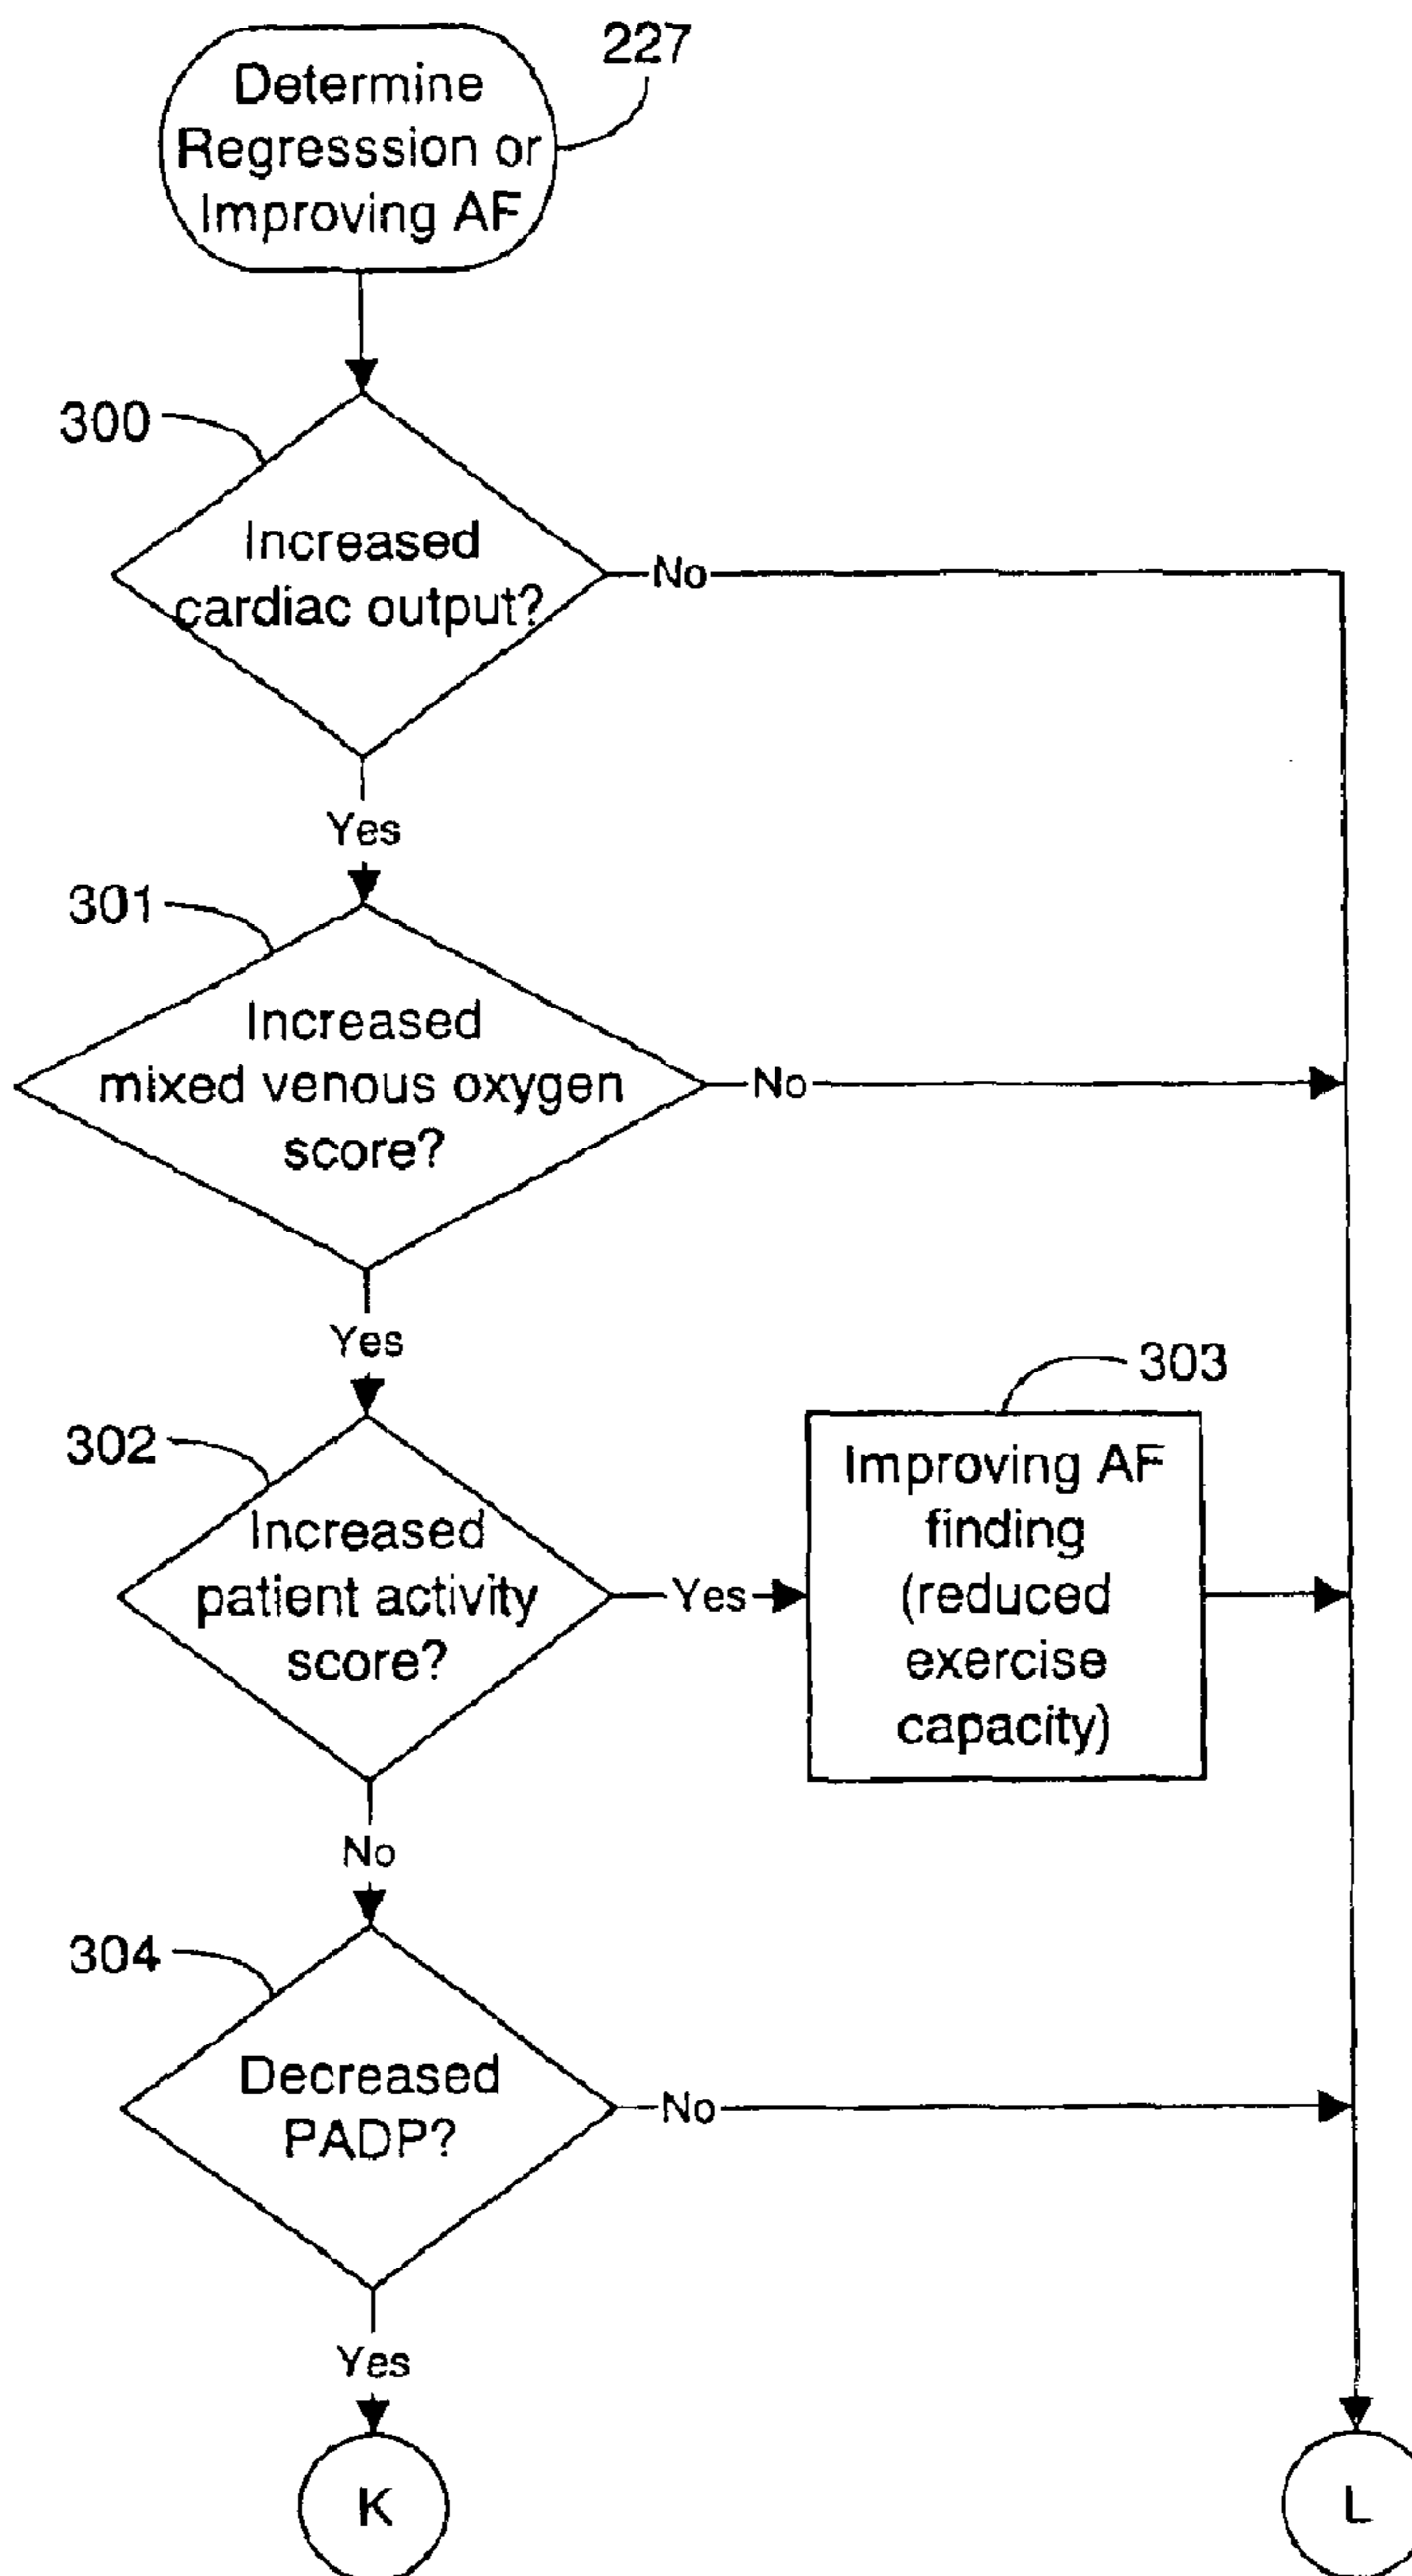 227
Determine
Regresssion or
Improving AF
300
Increased
cardiac output?
No
Yes
301
Increased
mixed venous oxygen
score?
No
Yes
302
Increased
patient activity
score?
Yes
303
Improving AF
finding
(reduced
exercise
capacity)
No
304
Decreased
PADP?
No
Yes
K
L